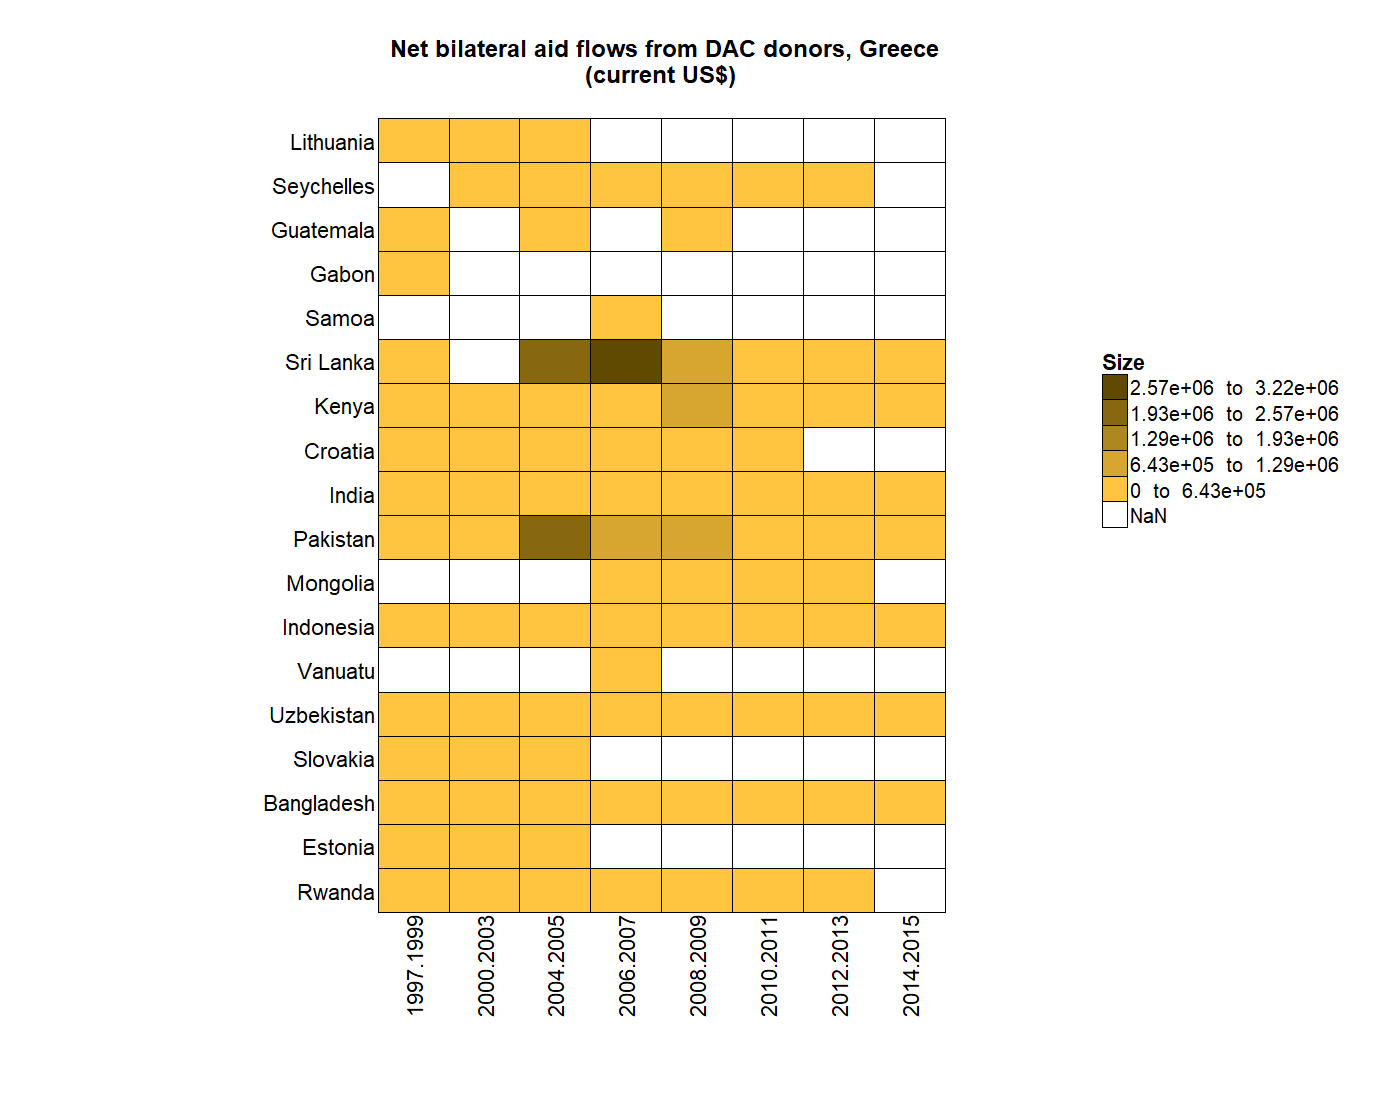 Net bilateral aid flows from DAC donors, Greece
(current US$)
Lithuania
Seychelles
Guatemala
Gabon
Samoa
Sri Lanka
Kenya
Croatia
India
Pakistan
Mongolia
Indonesia
Vanuatu
Uzbekistan
Slovakia
Bangladesh
Estonia
Rwanda
1997.1999
2000.2003
2004.2005
2006.2007
2008.2009
2010.2011
2012.2013
2014.2015
Size
2.57e+06 to 3.22e+06
1.93e+06 to 2.57e+06
1.29e+06 to 1.93e+06
6.43e+05 to 1.29e+06
0 to 6.43e+05
NaN